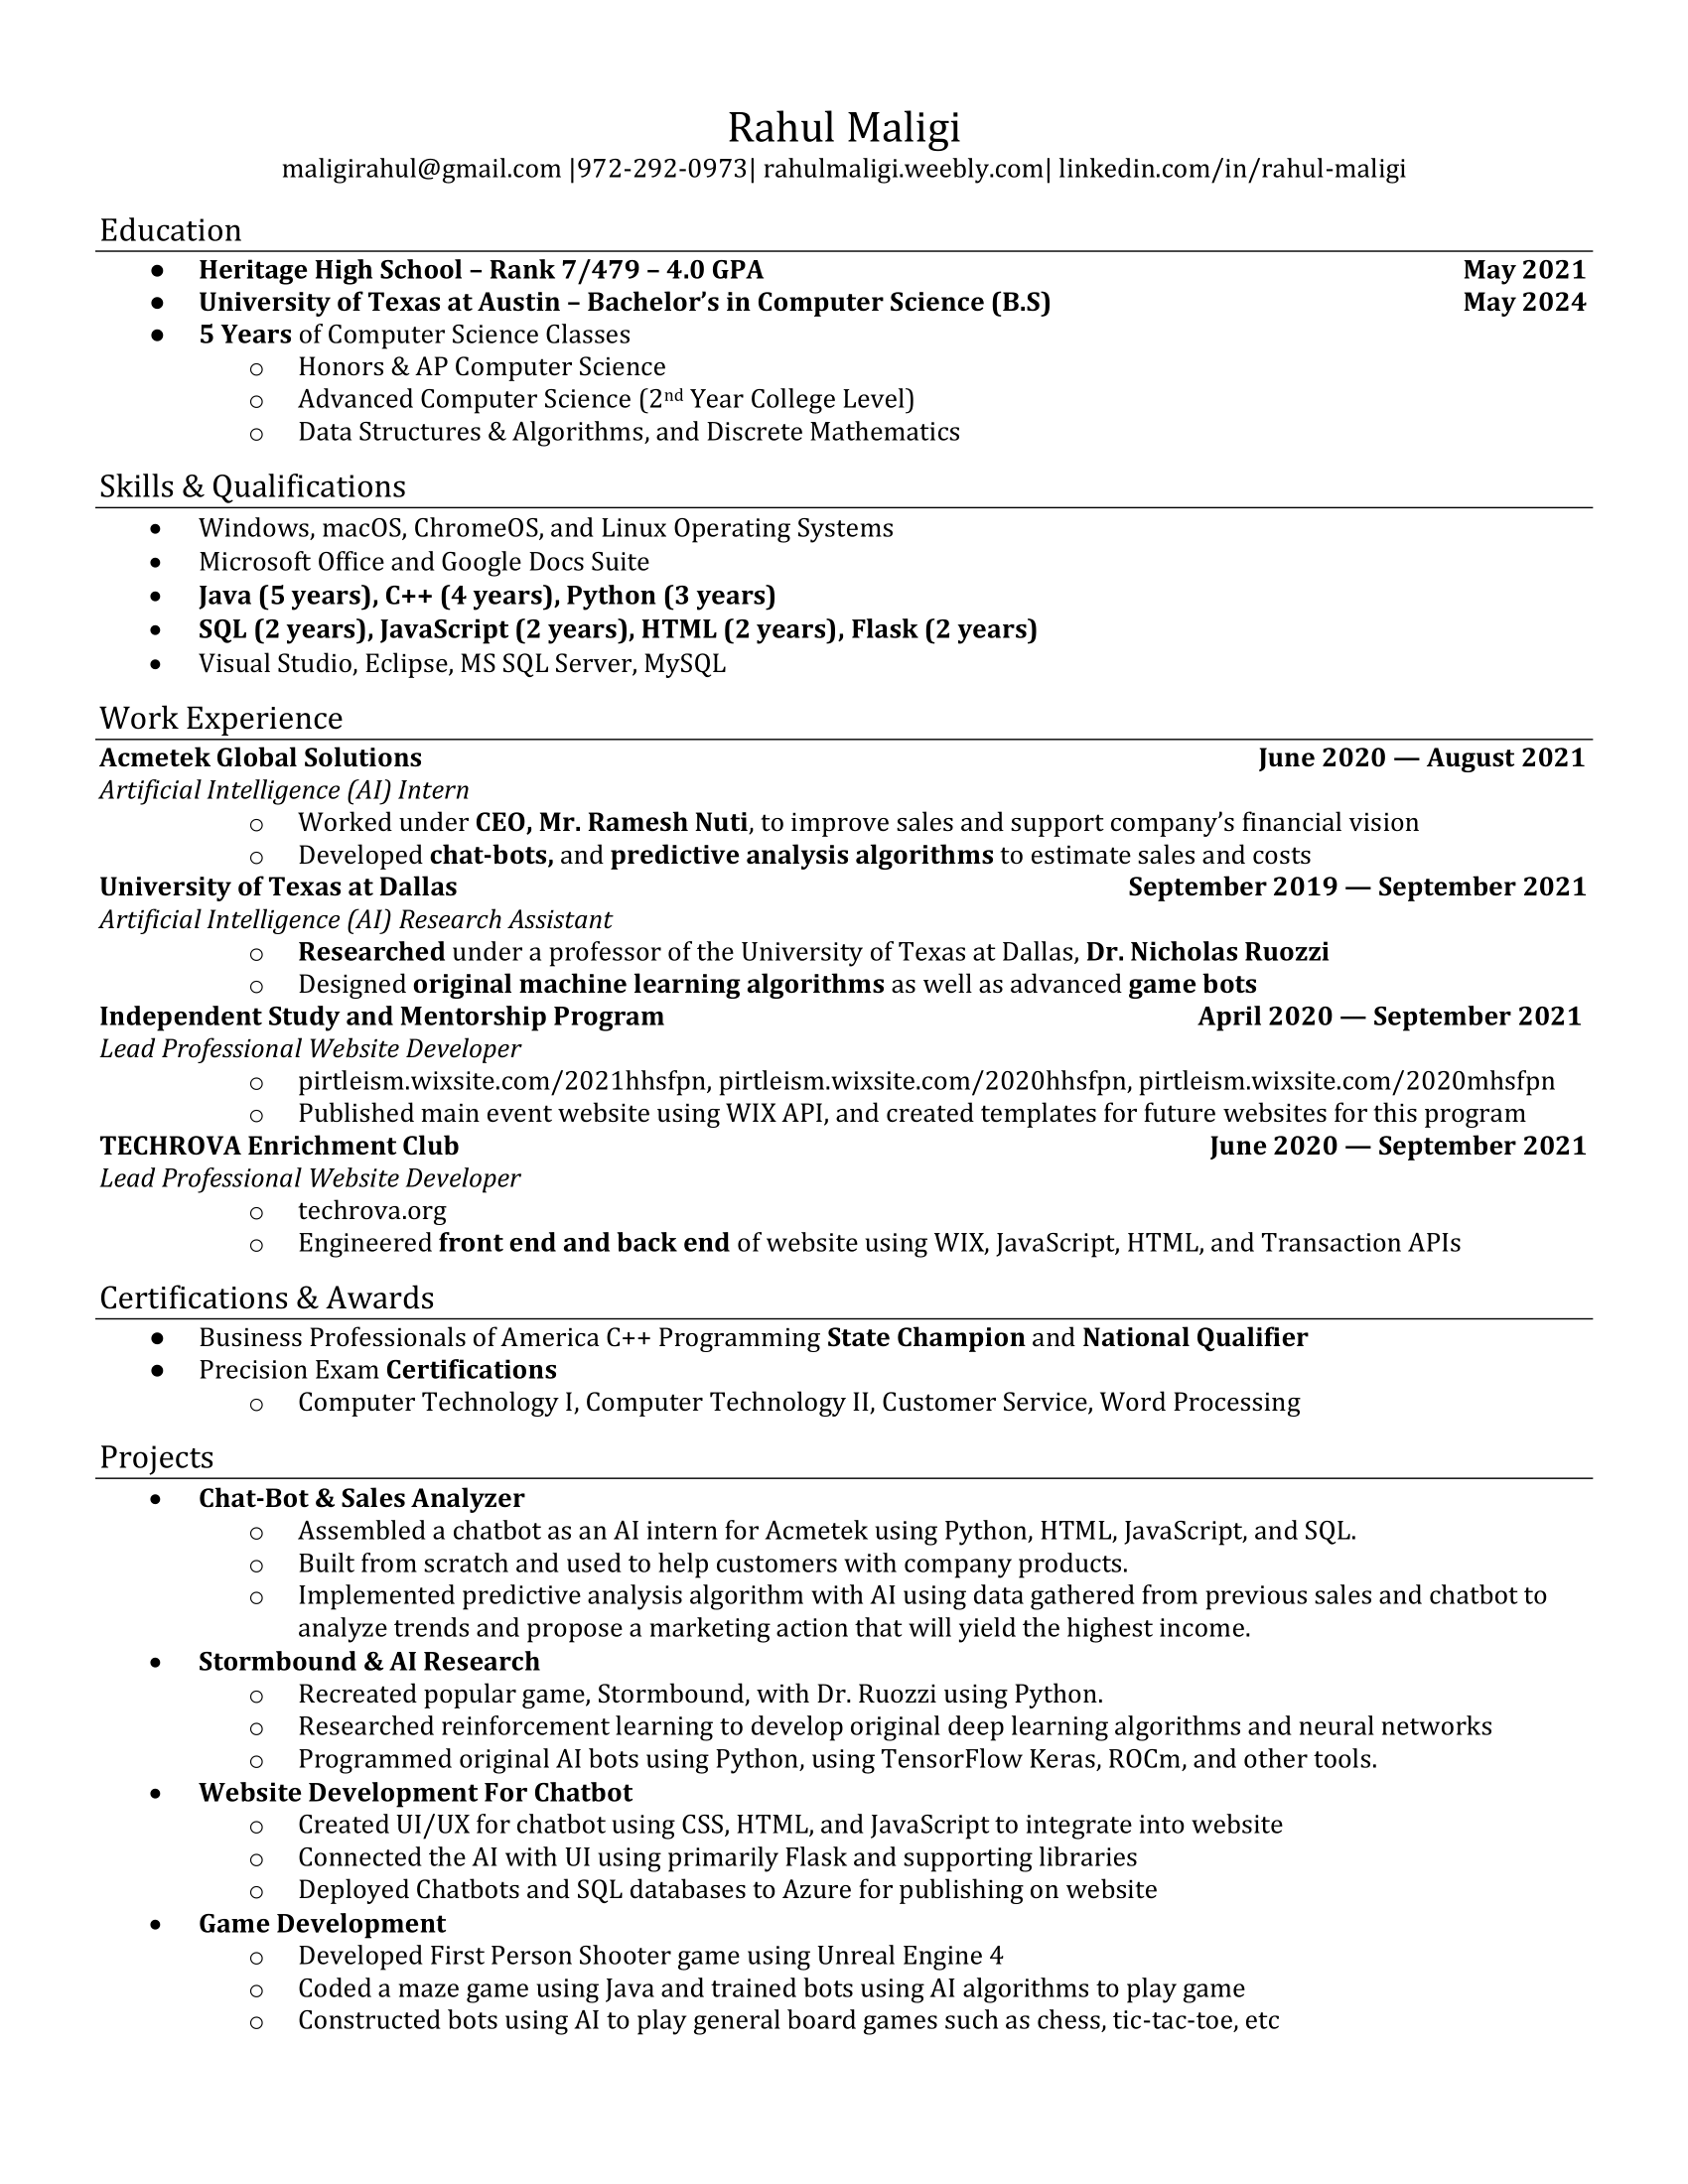 Rahul Maligi
maligirahul@gmail.com |972-292-0973| rahulmaligi.weebly.com| linkedin.com/in/rahul-maligi
Education
● Heritage High School – Rank 7/479 – 4.0 GPA May 2021
● University of Texas at Austin – Bachelor’s in Computer Science (B.S) May 2024
● 5 Years of Computer Science Classes
○ Honors & AP Computer Science
○ Advanced Computer Science (2nd Year College Level)
○ Data Structures & Algorithms, and Discrete Mathematics
Skills & Qualifications
• Windows, macOS, ChromeOS, and Linux Operating Systems
• Microsoft Office and Google Docs Suite
• Java (5 years), C++ (4 years), Python (3 years)
• SQL (2 years), JavaScript (2 years), HTML (2 years), Flask (2 years)
• Visual Studio, Eclipse, MS SQL Server, MySQL
Work Experience
Acmetek Global Solutions June 2020 — August 2021
Artificial Intelligence (AI) Intern
○ Worked under CEO, Mr. Ramesh Nuti, to improve sales and support company’s financial vision
○ Developed chat-bots, and predictive analysis algorithms to estimate sales and costs
University of Texas at Dallas September 2019 — September 2021
Artificial Intelligence (AI) Research Assistant
○ Researched under a professor of the University of Texas at Dallas, Dr. Nicholas Ruozzi
○ Designed original machine learning algorithms as well as advanced game bots
Independent Study and Mentorship Program April 2020 — September 2021
Lead Professional Website Developer
○ pirtleism.wixsite.com/2021hhsfpn, pirtleism.wixsite.com/2020hhsfpn, pirtleism.wixsite.com/2020mhsfpn
○ Published main event website using WIX API, and created templates for future websites for this program
TECHROVA Enrichment Club June 2020 — September 2021
Lead Professional Website Developer
○ techrova.org
○ Engineered front end and back end of website using WIX, JavaScript, HTML, and Transaction APIs
Certifications & Awards
● Business Professionals of America C++ Programming State Champion and National Qualifier
● Precision Exam Certifications
○ Computer Technology I, Computer Technology II, Customer Service, Word Processing
Projects
• Chat-Bot & Sales Analyzer
○ Assembled a chatbot as an AI intern for Acmetek using Python, HTML, JavaScript, and SQL.
○ Built from scratch and used to help customers with company products.
○ Implemented predictive analysis algorithm with AI using data gathered from previous sales and chatbot to
analyze trends and propose a marketing action that will yield the highest income.
• Stormbound & AI Research
○ Recreated popular game, Stormbound, with Dr. Ruozzi using Python.
○ Researched reinforcement learning to develop original deep learning algorithms and neural networks
○ Programmed original AI bots using Python, using TensorFlow Keras, ROCm, and other tools.
• Website Development For Chatbot
○ Created UI/UX for chatbot using CSS, HTML, and JavaScript to integrate into website
○ Connected the AI with UI using primarily Flask and supporting libraries
○ Deployed Chatbots and SQL databases to Azure for publishing on website
• Game Development
○ Developed First Person Shooter game using Unreal Engine 4
○ Coded a maze game using Java and trained bots using AI algorithms to play game
○ Constructed bots using AI to play general board games such as chess, tic-tac-toe, etc